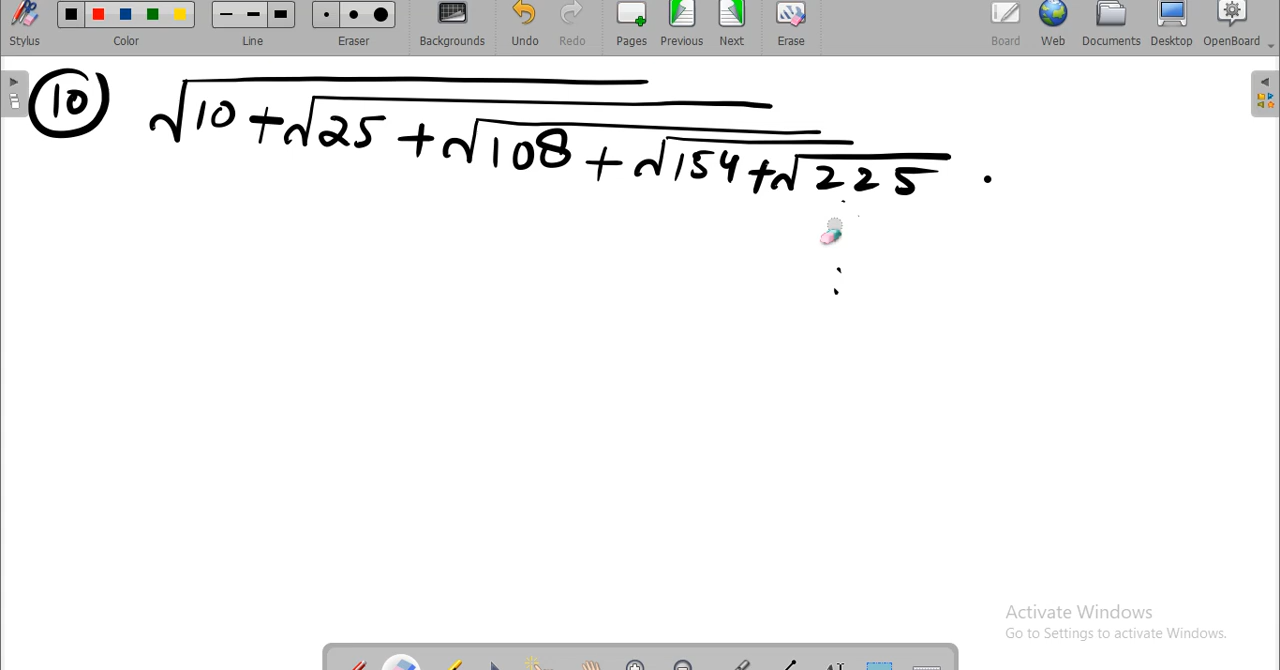 Stylus Color Line Eraser Backgrounds Undo Redo Pages Previous Next Erase Board Web Documents Desktop OpenBoard
10 √10 + √25 + √108 + √154 + √225 .
Activate Windows
Go to Settings to activate Windows.